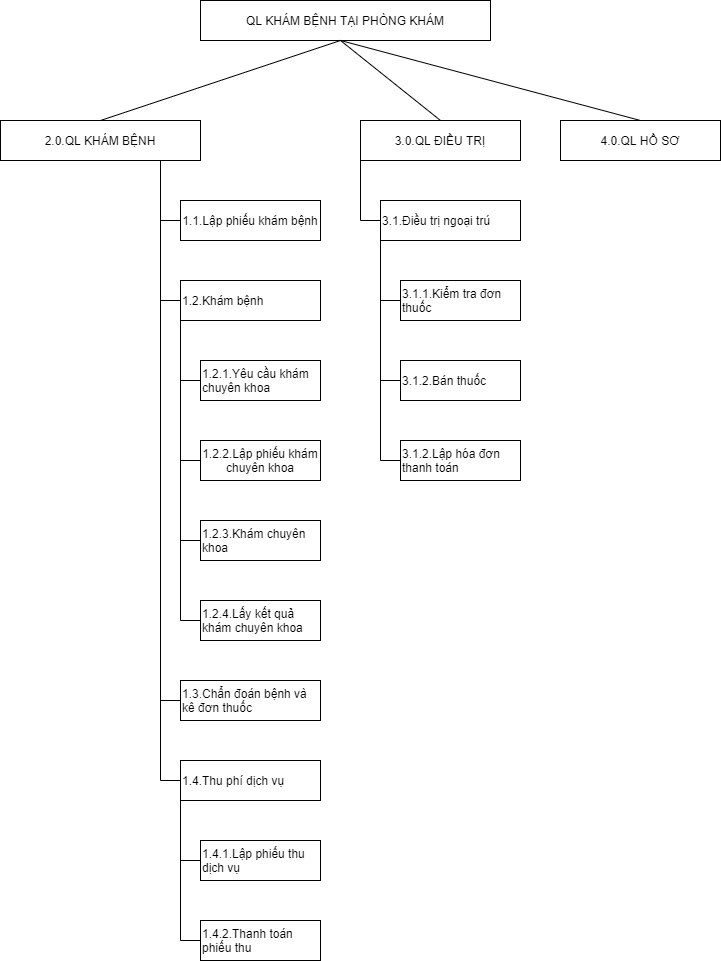 QL KHÁM BỆNH TẠI PHÒNG KHÁM
2.0.QL KHÁM BỆNH
3.0.QL ĐIỀU TRỊ
4.0.QL HỒ SƠ
1.1.Lập phiếu khám bệnh
3.1.Điều trị ngoại trú
1.2.Khám bệnh
3.1.1.Kiểm tra đơn
thuốc
1.2.1.Yêu cầu khám
chuyên khoa
3.1.2.Bán thuốc
1.2.2.Lập phiếu khám
chuyên khoa
3.1.2.Lập hóa đơn
thanh toán
1.2.3.Khám chuyên
khoa
1.2.4.Lấy kết quả
khám chuyên khoa
1.3.Chẩn đoán bệnh và
kê đơn thuốc
1.4.Thu phí dịch vụ
1.4.1.Lập phiếu thu
dịch vụ
1.4.2.Thanh toán
phiếu thu